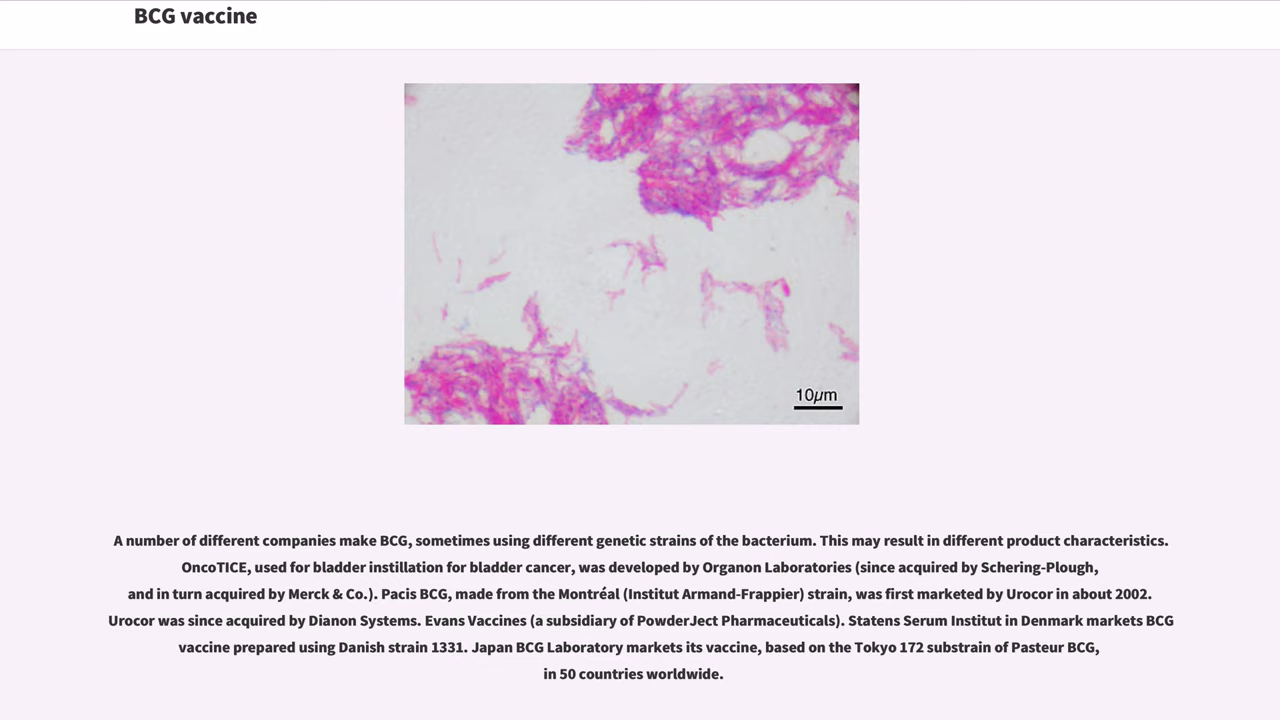 BCG vaccine
10µm
A number of different companies make BCG, sometimes using different genetic strains of the bacterium. This may result in different product characteristics.
OncoTICE, used for bladder instillation for bladder cancer, was developed by Organon Laboratories (since acquired by Schering-Plough,
and in turn acquired by Merck & Co.). Pacis BCG, made from the Montréal (Institut Armand-Frappier) strain, was first marketed by Urocor in about 2002.
Urocor was since acquired by Dianon Systems. Evans Vaccines (a subsidiary of PowderJect Pharmaceuticals). Statens Serum Institut in Denmark markets BCG
vaccine prepared using Danish strain 1331. Japan BCG Laboratory markets its vaccine, based on the Tokyo 172 substrain of Pasteur BCG,
in 50 countries worldwide.